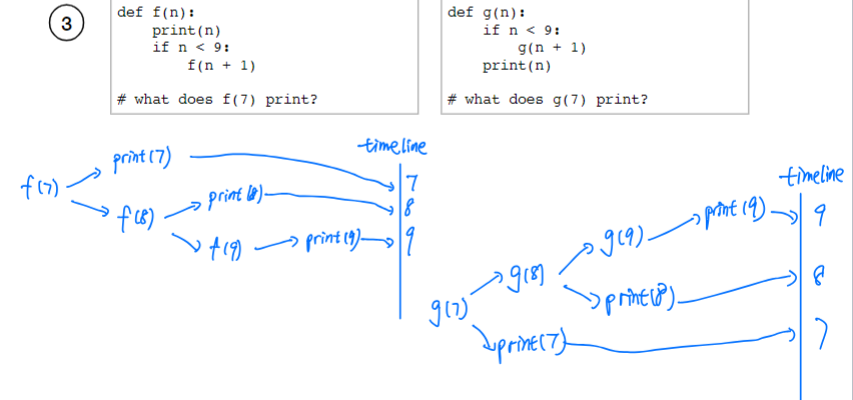 3
def f(n):
    print(n)
    if n < 9:
        f(n + 1)
# what does f(7) print?
def g(n):
    if n < 9:
        g(n + 1)
    print(n)
# what does g(7) print?
timeline
print(7)
7
f(7)
print(8)
8
f(8)
f(9)
print(9)
9
timeline
print(9)
9
g(9)
g(8)
8
print(8)
g(7)
7
print(7)